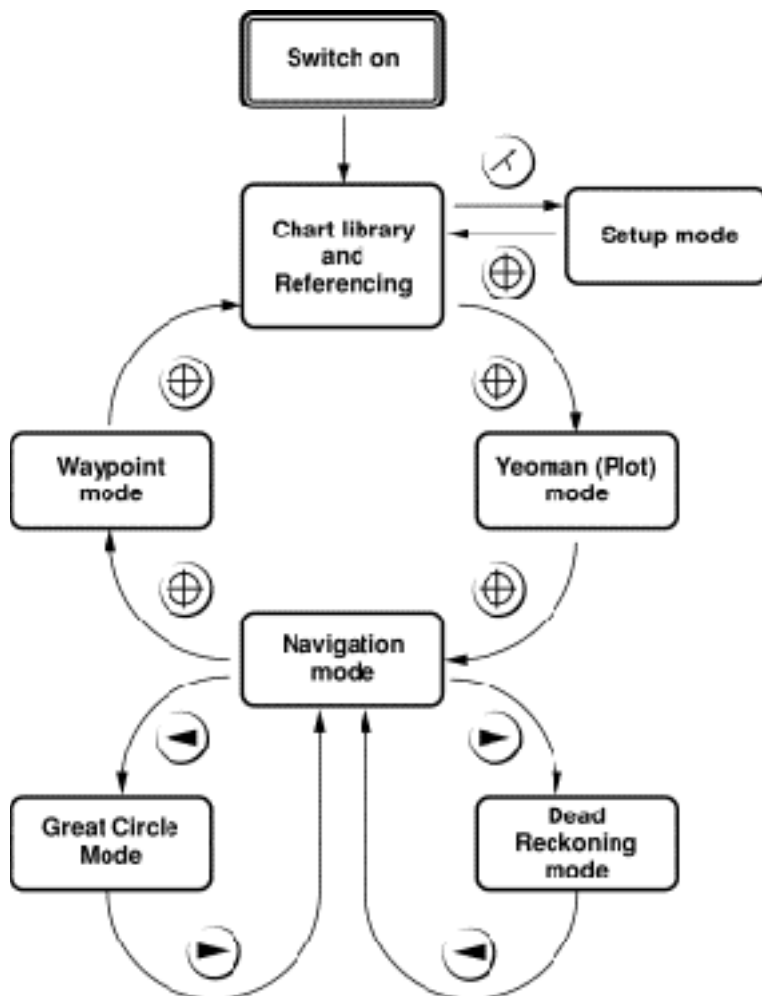 Switch on
Chart library
and
Referencing
Setup mode
Waypoint
mode
Yeoman (Plot)
mode
Navigation
mode
Great Circle
Mode
Dead
Reckoning
mode